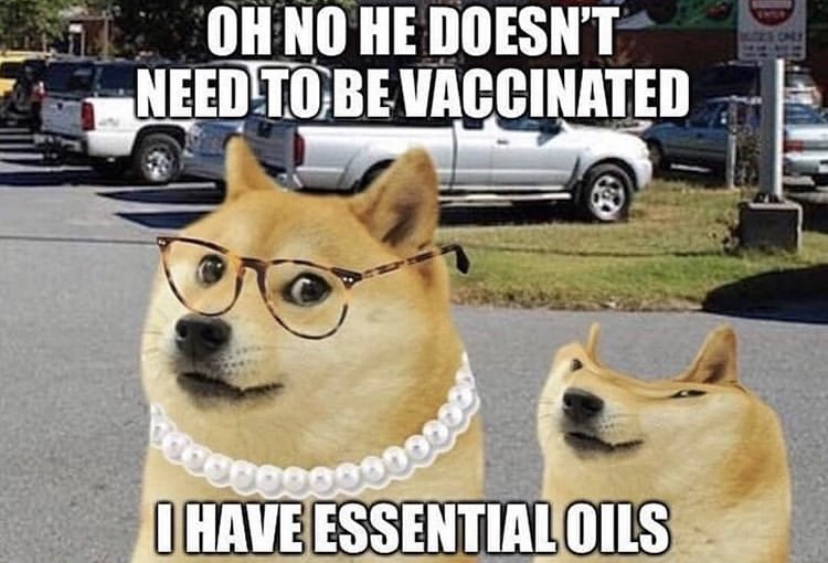 OH NO HE DOESN'T
NEED TO BE VACCINATED
I HAVE ESSENTIAL OILS